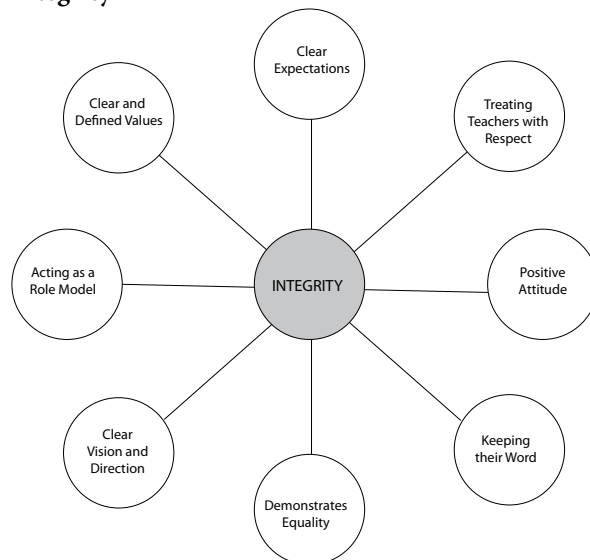 Clear
Expectations
Clear and
Defined Values
Treating
Teachers with
Respect
Acting as a
Role Model
INTEGRITY
Positive
Attitude
Clear
Vision and
Direction
Keeping
their Word
Demonstrates
Equality